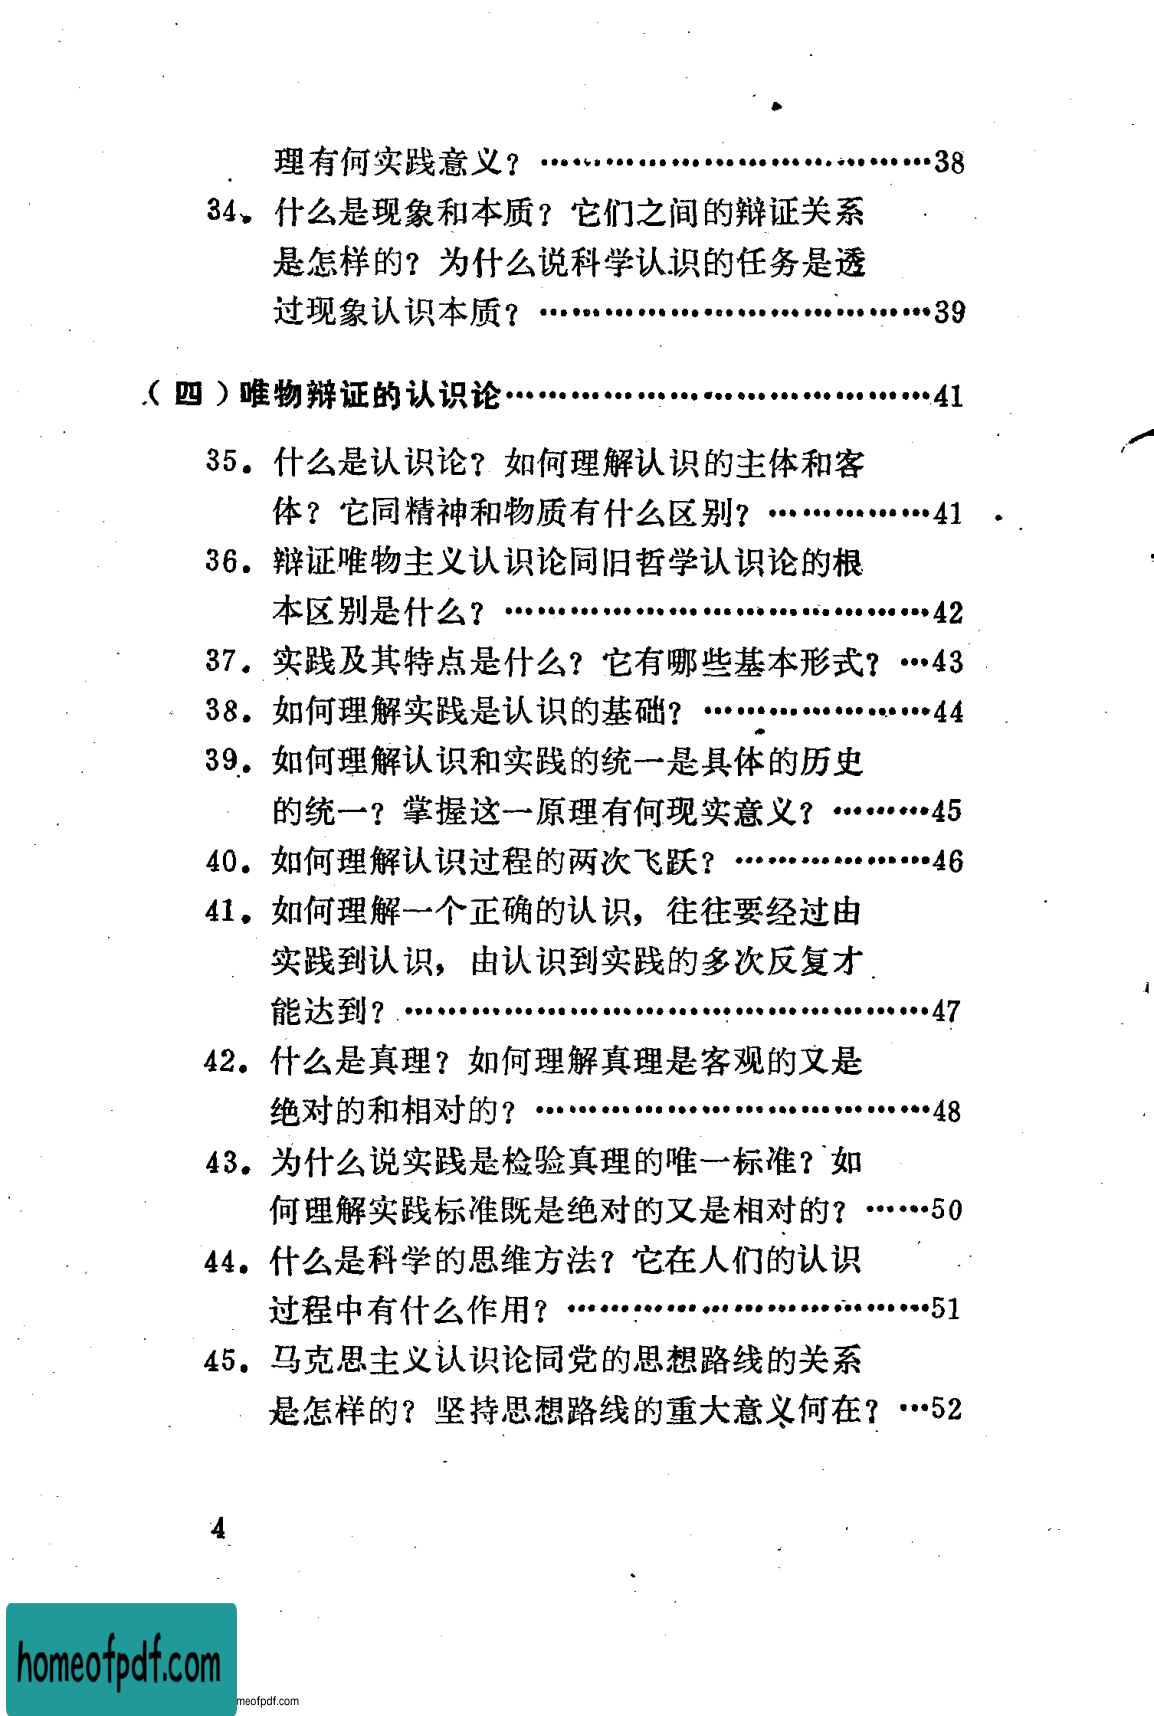 理有何实践意义？ …………………………………38
34、什么是现象和本质？它们之间的辩证关系
是怎样的？为什么说科学认识的任务是透
过现象认识本质？ …………………………………39
（四）唯物辩证的认识论……………………………………41
35．什么是认识论？如何理解认识的主体和客
体？它同精神和物质有什么区别？ ……………41
36．辩证唯物主义认识论同旧哲学认识论的根
本区别是什么？ ……………………………………42
37．实践及其特点是什么？它有哪些基本形式？ …43
38．如何理解实践是认识的基础？ …………………44
39．如何理解认识和实践的统一是具体的历史
的统一？掌握这一原理有何现实意义？ ………45
40．如何理解认识过程的两次飞跃？ ………………46
41．如何理解一个正确的认识，往往要经过由
实践到认识，由认识到实践的多次反复才
能达到？ ……………………………………………47
42．什么是真理？如何理解真理是客观的又是
绝对的和相对的？ …………………………………48
43．为什么说实践是检验真理的唯一标准？如
何理解实践标准既是绝对的又是相对的？ ……50
44．什么是科学的思维方法？它在人们的认识
过程中有什么作用？ ………………………………51
45．马克思主义认识论同党的思想路线的关系
是怎样的？坚持思想路线的重大意义何在？ …52
4
homeofpdf.com
meofpdf.com